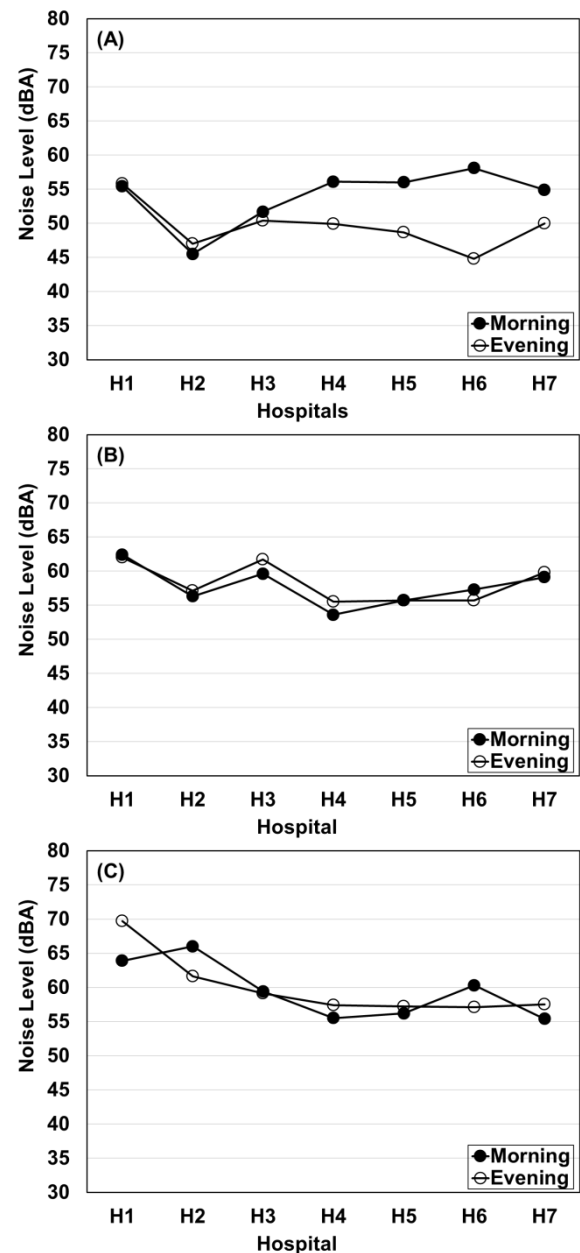 (A)
Noise Level (dBA)
80
75
70
65
60
55
50
45
40
35
30
Morning
Evening
H1 H2 H3 H4 H5 H6 H7
Hospitals
(B)
Noise Level (dBA)
80
75
70
65
60
55
50
45
40
35
30
Morning
Evening
H1 H2 H3 H4 H5 H6 H7
Hospital
(C)
Noise Level (dBA)
80
75
70
65
60
55
50
45
40
35
30
Morning
Evening
H1 H2 H3 H4 H5 H6 H7
Hospital